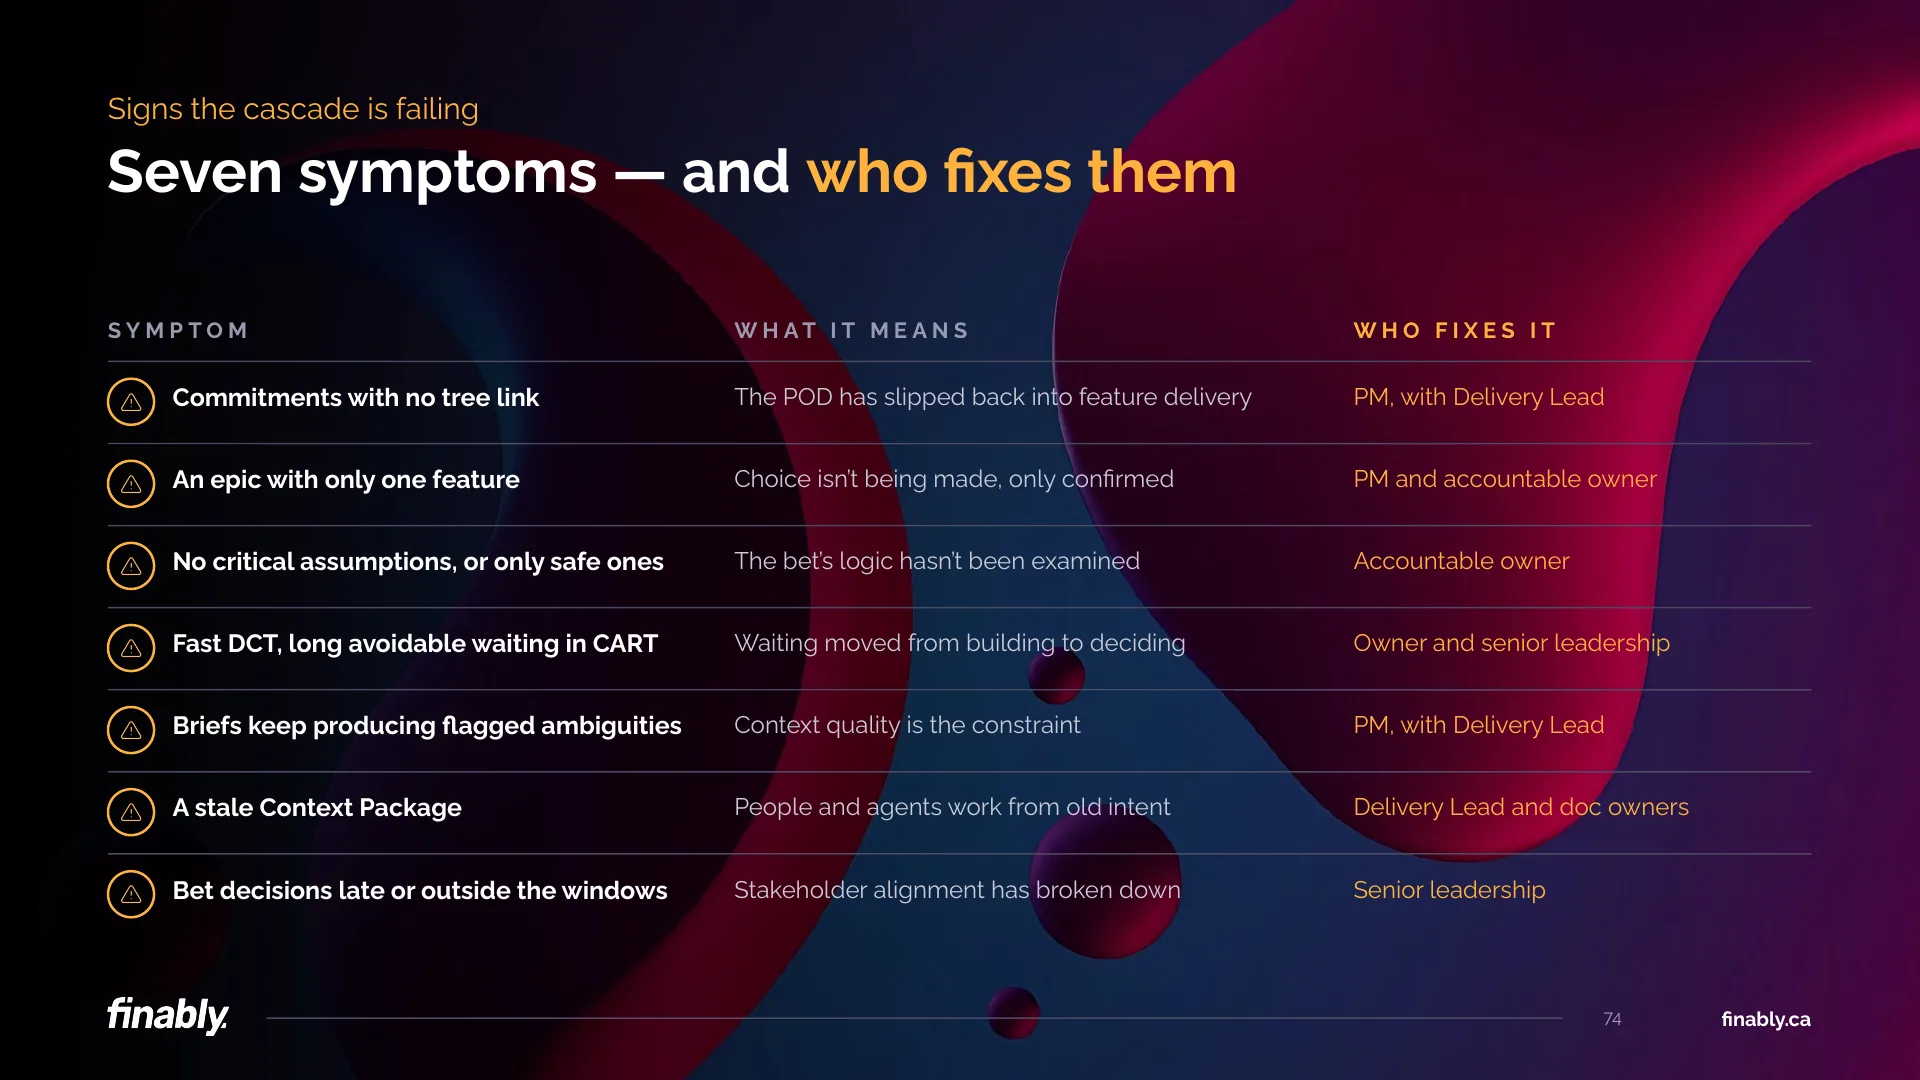 Signs the cascade is failing
Seven symptoms — and who fixes them
SYMPTOM WHAT IT MEANS WHO FIXES IT
Commitments with no tree link The POD has slipped back into feature delivery PM, with Delivery Lead
An epic with only one feature Choice isn’t being made, only confirmed PM and accountable owner
No critical assumptions, or only safe ones The bet’s logic hasn’t been examined Accountable owner
Fast DCT, long avoidable waiting in CART Waiting moved from building to deciding Owner and senior leadership
Briefs keep producing flagged ambiguities Context quality is the constraint PM, with Delivery Lead
A stale Context Package People and agents work from old intent Delivery Lead and doc owners
Bet decisions late or outside the windows Stakeholder alignment has broken down Senior leadership
finably. 74 finably.ca